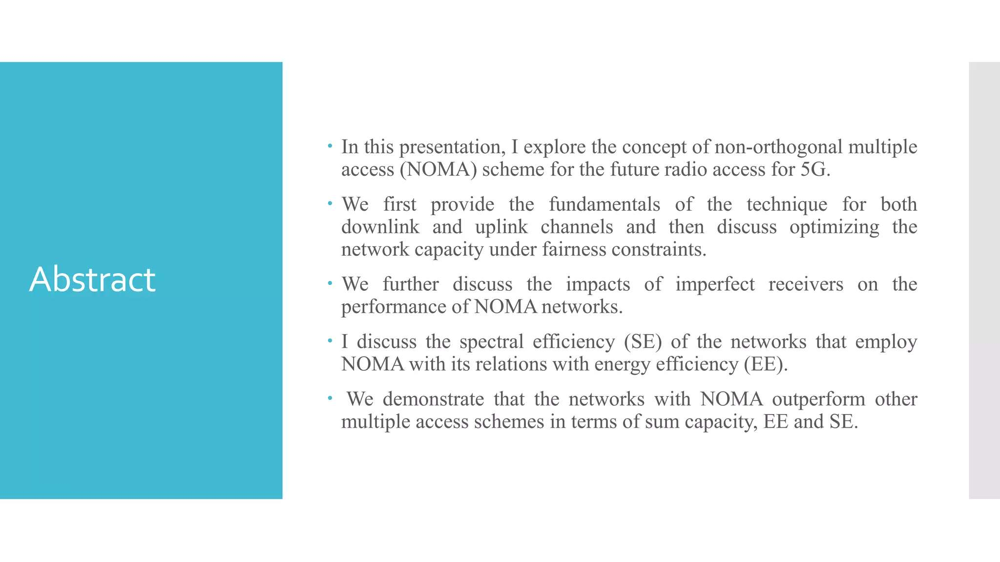 Abstract
• In this presentation, I explore the concept of non-orthogonal multiple
access (NOMA) scheme for the future radio access for 5G.
• We first provide the fundamentals of the technique for both
downlink and uplink channels and then discuss optimizing the
network capacity under fairness constraints.
• We further discuss the impacts of imperfect receivers on the
performance of NOMA networks.
• I discuss the spectral efficiency (SE) of the networks that employ
NOMA with its relations with energy efficiency (EE).
• We demonstrate that the networks with NOMA outperform other
multiple access schemes in terms of sum capacity, EE and SE.